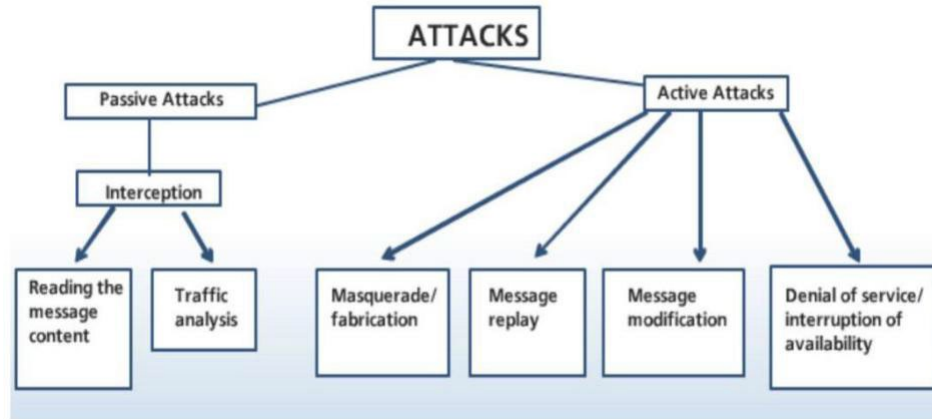 ATTACKS
Passive Attacks
Active Attacks
Interception
Reading the
message
content
Traffic
analysis
Masquerade/
fabrication
Message
replay
Message
modification
Denial of service/
interruption of
availability